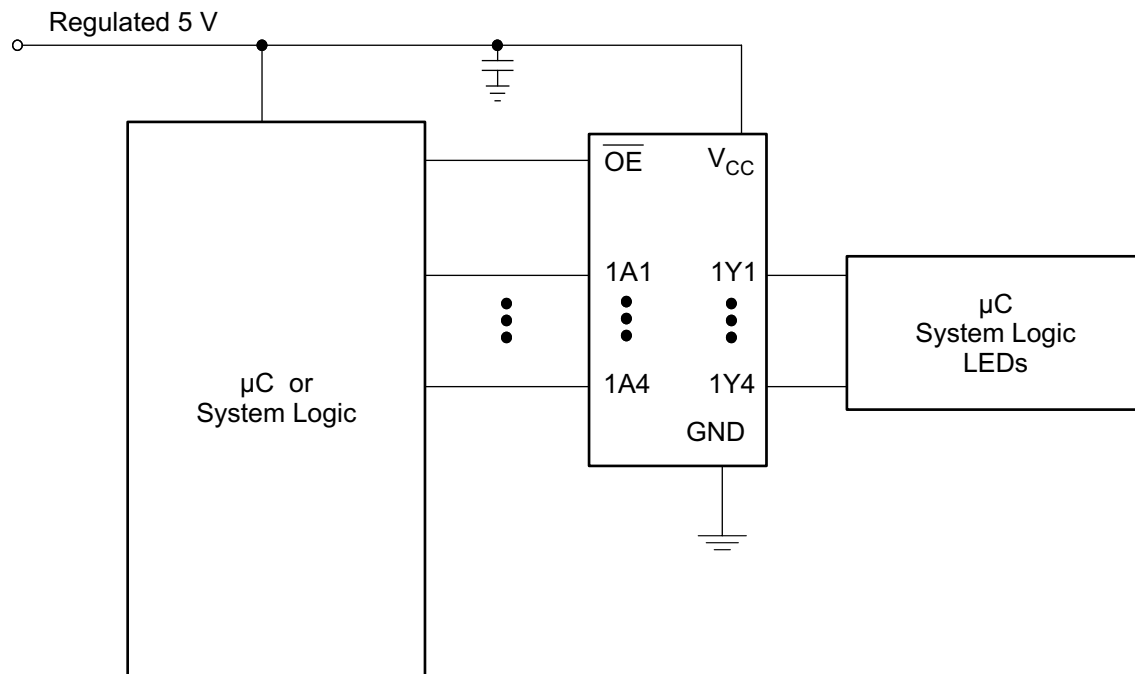 Regulated 5 V
OE VCC
1A1 1Y1
µC or
System Logic
1A4 1Y4
GND
µC
System Logic
LEDs